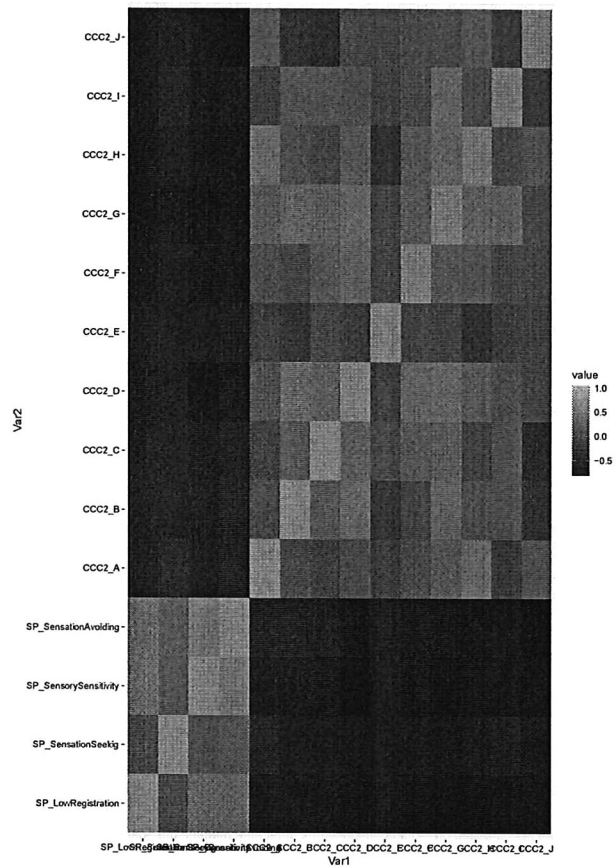 CCC2_J
CCC2_I
CCC2_H
CCC2_G
CCC2_F
CCC2_E
CCC2_D
CCC2_C
CCC2_B
CCC2_A
SP_SensationAvoiding
SP_SensorySensitivity
SP_SensationSeekig
SP_LowRegistration
Var2
value
1.0
0.5
0.0
−0.5
CCC2_J
Var1